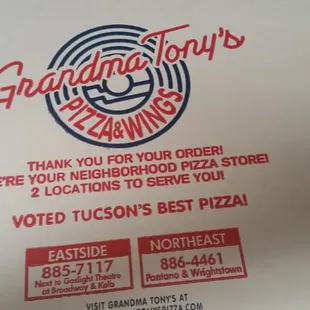 Grandma Tony's
PIZZA & WINGS
THANK YOU FOR YOUR ORDER!
E'RE YOUR NEIGHBORHOOD PIZZA STORE!
2 LOCATIONS TO SERVE YOU!
VOTED TUCSON'S BEST PIZZA!
EASTSIDE
885-7117
Next to Gaslight Theatre
at Broadway & Kolb
NORTHEAST
886-4461
Pantano & Wrightstown
VISIT GRANDMA TONY'S AT
NYSPIZZA.COM